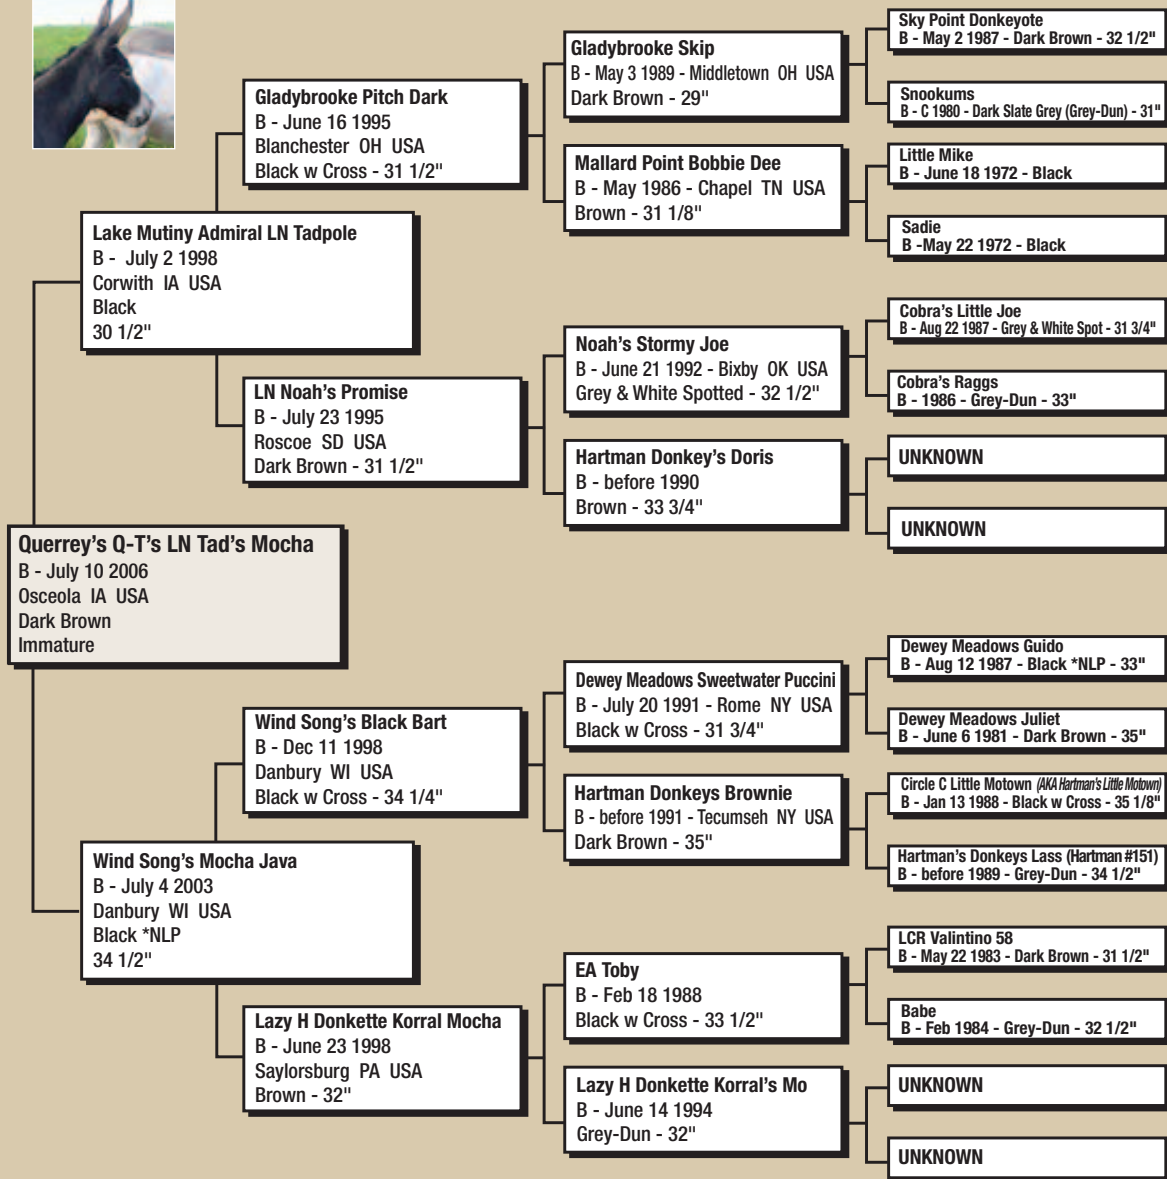 Querrey's Q-T's LN Tad's Mocha
B - July 10 2006
Osceola IA USA
Dark Brown
Immature
Lake Mutiny Admiral LN Tadpole
B - July 2 1998
Corwith IA USA
Black
30 1/2"
Wind Song's Mocha Java
B - July 4 2003
Danbury WI USA
Black *NLP
34 1/2"
Gladybrooke Pitch Dark
B - June 16 1995
Blanchester OH USA
Black w Cross - 31 1/2"
LN Noah's Promise
B - July 23 1995
Roscoe SD USA
Dark Brown - 31 1/2"
Wind Song's Black Bart
B - Dec 11 1998
Danbury WI USA
Black w Cross - 34 1/4"
Lazy H Donkette Korral Mocha
B - June 23 1998
Saylorsburg PA USA
Brown - 32"
Gladybrooke Skip
B - May 3 1989 - Middletown OH USA
Dark Brown - 29"
Mallard Point Bobbie Dee
B - May 1986 - Chapel TN USA
Brown - 31 1/8"
Noah's Stormy Joe
B - June 21 1992 - Bixby OK USA
Grey & White Spotted - 32 1/2"
Hartman Donkey's Doris
B - before 1990
Brown - 33 3/4"
Dewey Meadows Sweetwater Puccini
B - July 20 1991 - Rome NY USA
Black w Cross - 31 3/4"
Hartman Donkeys Brownie
B - before 1991 - Tecumseh NY USA
Dark Brown - 35"
EA Toby
B - Feb 18 1988
Black w Cross - 33 1/2"
Lazy H Donkette Korral's Mo
B - June 14 1994
Grey-Dun - 32"
Sky Point Donkeyote
B - May 2 1987 - Dark Brown - 32 1/2"
Snookums
B - C 1980 - Dark Slate Grey (Grey-Dun) - 31"
Little Mike
B - June 18 1972 - Black
Sadie
B -May 22 1972 - Black
Cobra's Little Joe
B - Aug 22 1987 - Grey & White Spot - 31 3/4"
Cobra's Raggs
B - 1986 - Grey-Dun - 33"
UNKNOWN
UNKNOWN
Dewey Meadows Guido
B - Aug 12 1987 - Black *NLP - 33"
Dewey Meadows Juliet
B - June 6 1981 - Dark Brown - 35"
Circle C Little Motown (AKA Hartman's Little Motown)
B - Jan 13 1988 - Black w Cross - 35 1/8"
Hartman's Donkeys Lass (Hartman #151)
B - before 1989 - Grey-Dun - 34 1/2"
LCR Valintino 58
B - May 22 1983 - Dark Brown - 31 1/2"
Babe
B - Feb 1984 - Grey-Dun - 32 1/2"
UNKNOWN
UNKNOWN